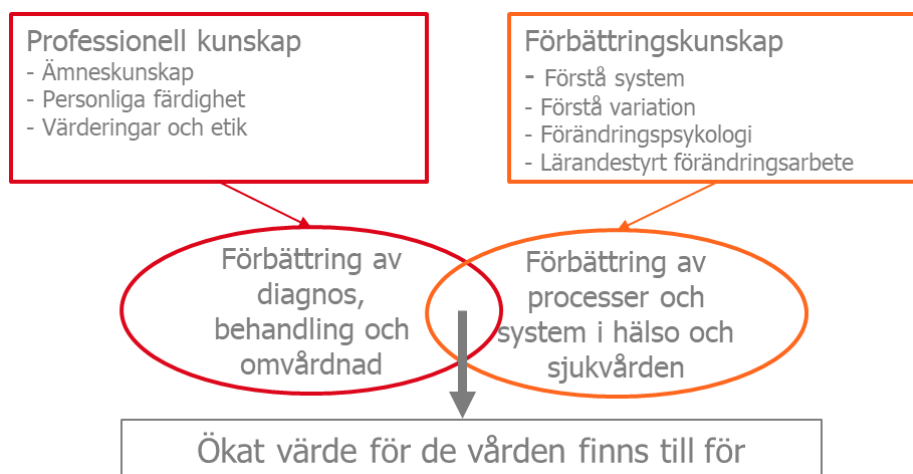 Professionell kunskap
- Ämneskunskap
- Personliga färdighet
- Värderingar och etik
Förbättringskunskap
- Förstå system
- Förstå variation
- Förändringspsykologi
- Lärandestyrt förändringsarbete
Förbättring av
diagnos,
behandling och
omvårdnad
Förbättring av
processer och
system i hälso och
sjukvården
Ökat värde för de vården finns till för